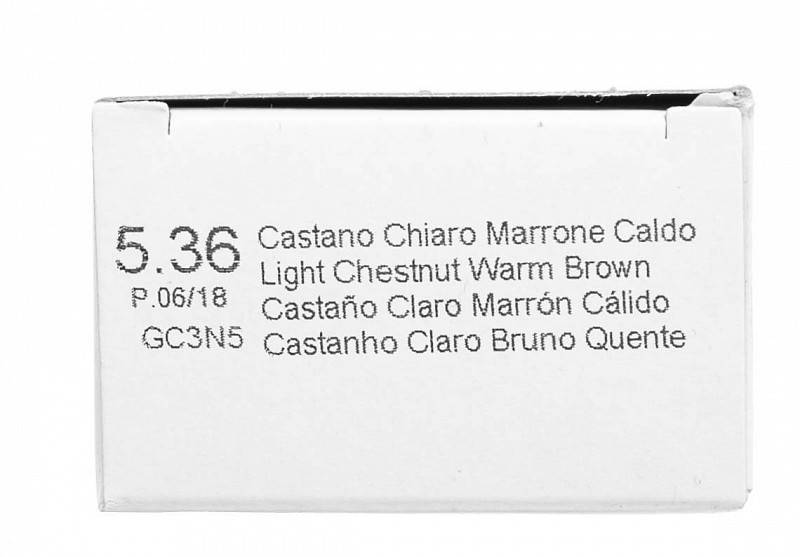 5.36
P.06/18
GC3N5
Castano Chiaro Marrone Caldo
Light Chestnut Warm Brown
Castaño Claro Marrón Cálido
Castanho Claro Bruno Quente